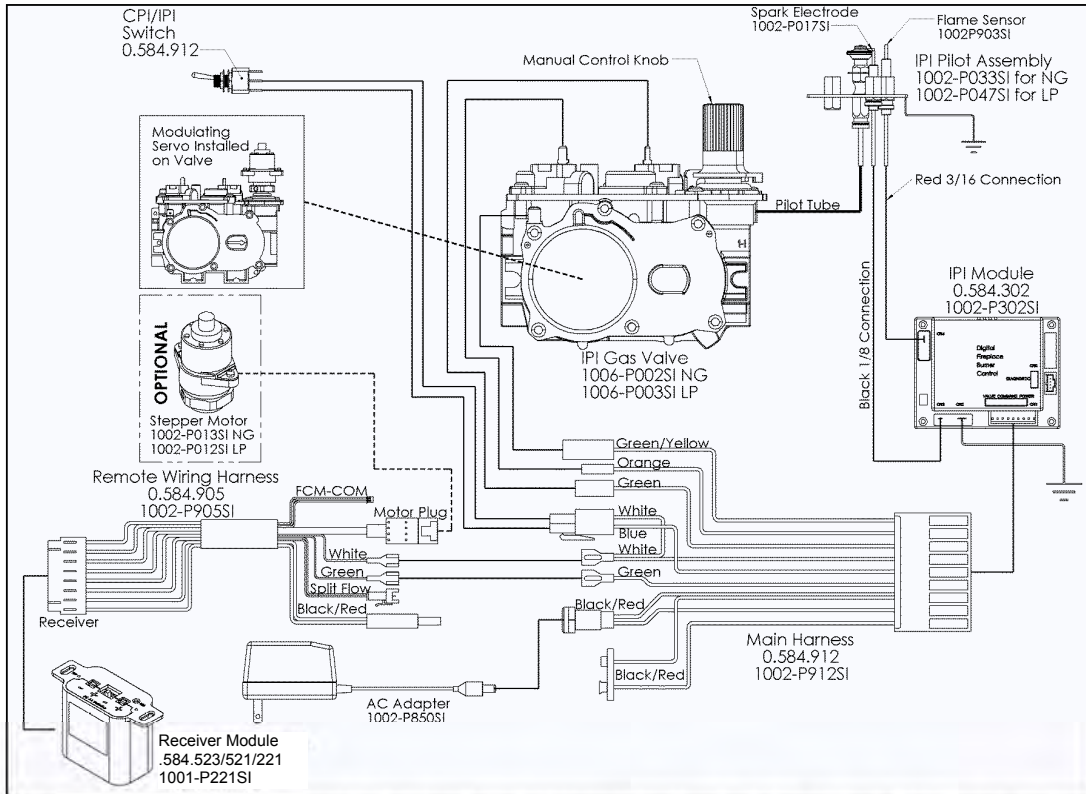 CPI/IPI
Switch
0.584.912
Spark Electrode
1002-P017SI
Flame Sensor
1002P903SI
IPI Pilot Assembly
1002-P033SI for NG
1002-P047SI for LP
Manual Control Knob
Modulating
Servo Installed
on Valve
Red 3/16 Connection
Pilot Tube
IPI Module
0.584.302
1002-P302SI
Digital
Fireplace
Burner
Control
DIAGNOSTIC
VALVE COMMAND POWER
Black 1/8 Connection
OPTIONAL
Stepper Motor
1002-P013SI NG
1002-P012SI LP
IPI Gas Valve
1006-P002SI NG
1006-P003SI LP
Remote Wiring Harness
0.584.905
1002-P905SI
FCM-COM
Motor Plug
White
Green
Split Flow
Black/Red
Receiver
Green/Yellow
Orange
Green
White
Blue
White
Green
Black/Red
Black/Red
Main Harness
0.584.912
1002-P912SI
AC Adapter
1002-P850SI
Receiver Module
.584.523/521/221
1001-P221SI